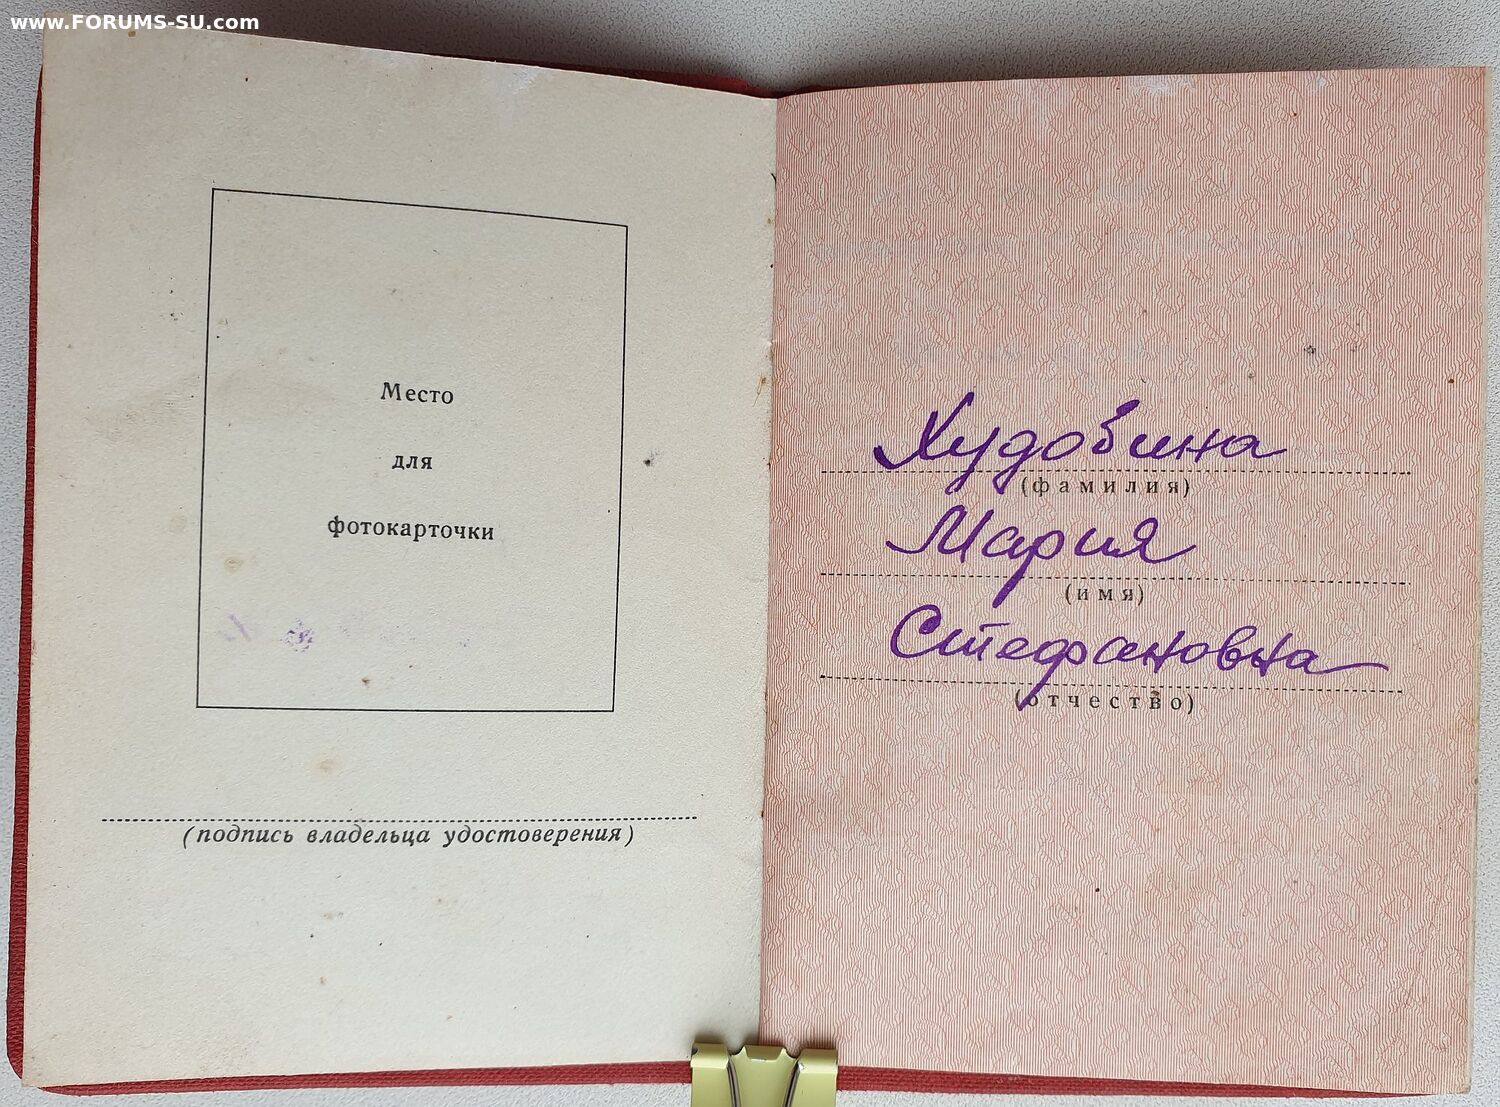 www.FORUMS-SU.com
Место
для
фотокарточки
(подпись владельца удостоверения)
Худобина
(фамилия)
Мария
(имя)
Стефановна
(отчество)